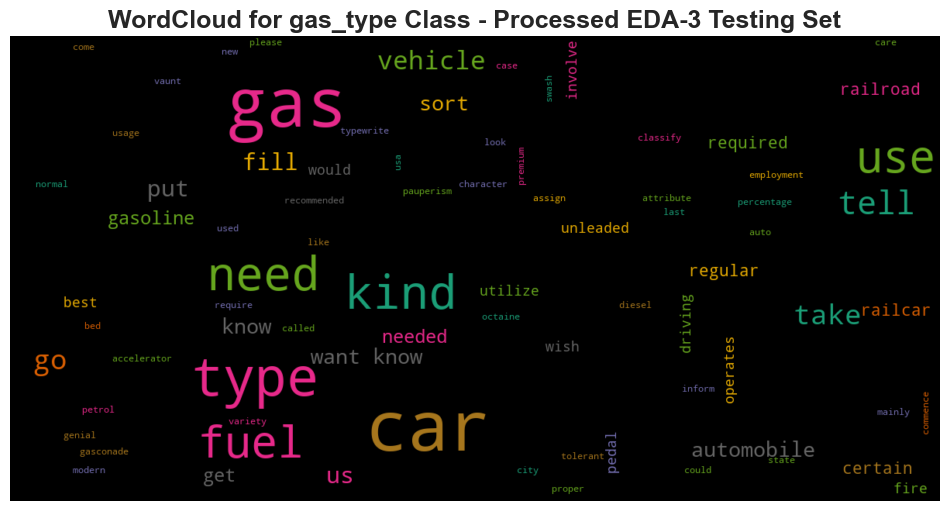 WordCloud for gas_type Class - Processed EDA-3 Testing Set
come
please
new
vehicle
case
involve
care
vaunt
gas
sort
swash
railroad
usage
typewrite
look
classify
required
use
fill
would
usa
premium
employment
normal
put
recommended
pauperism
character
assign
attribute
last
percentage
tell
gasoline
used
like
unleaded
auto
need
kind
utilize
regular
best
require
octaine
diesel
take
railcar
bed
know
called
needed
driving
go
accelerator
want know
wish
operates
type
inform
petrol
variety
car
mainly
commence
genial
gasconade
fuel
tolerant
pedal
automobile
state
modern
get
us
city
could
certain
proper
fire